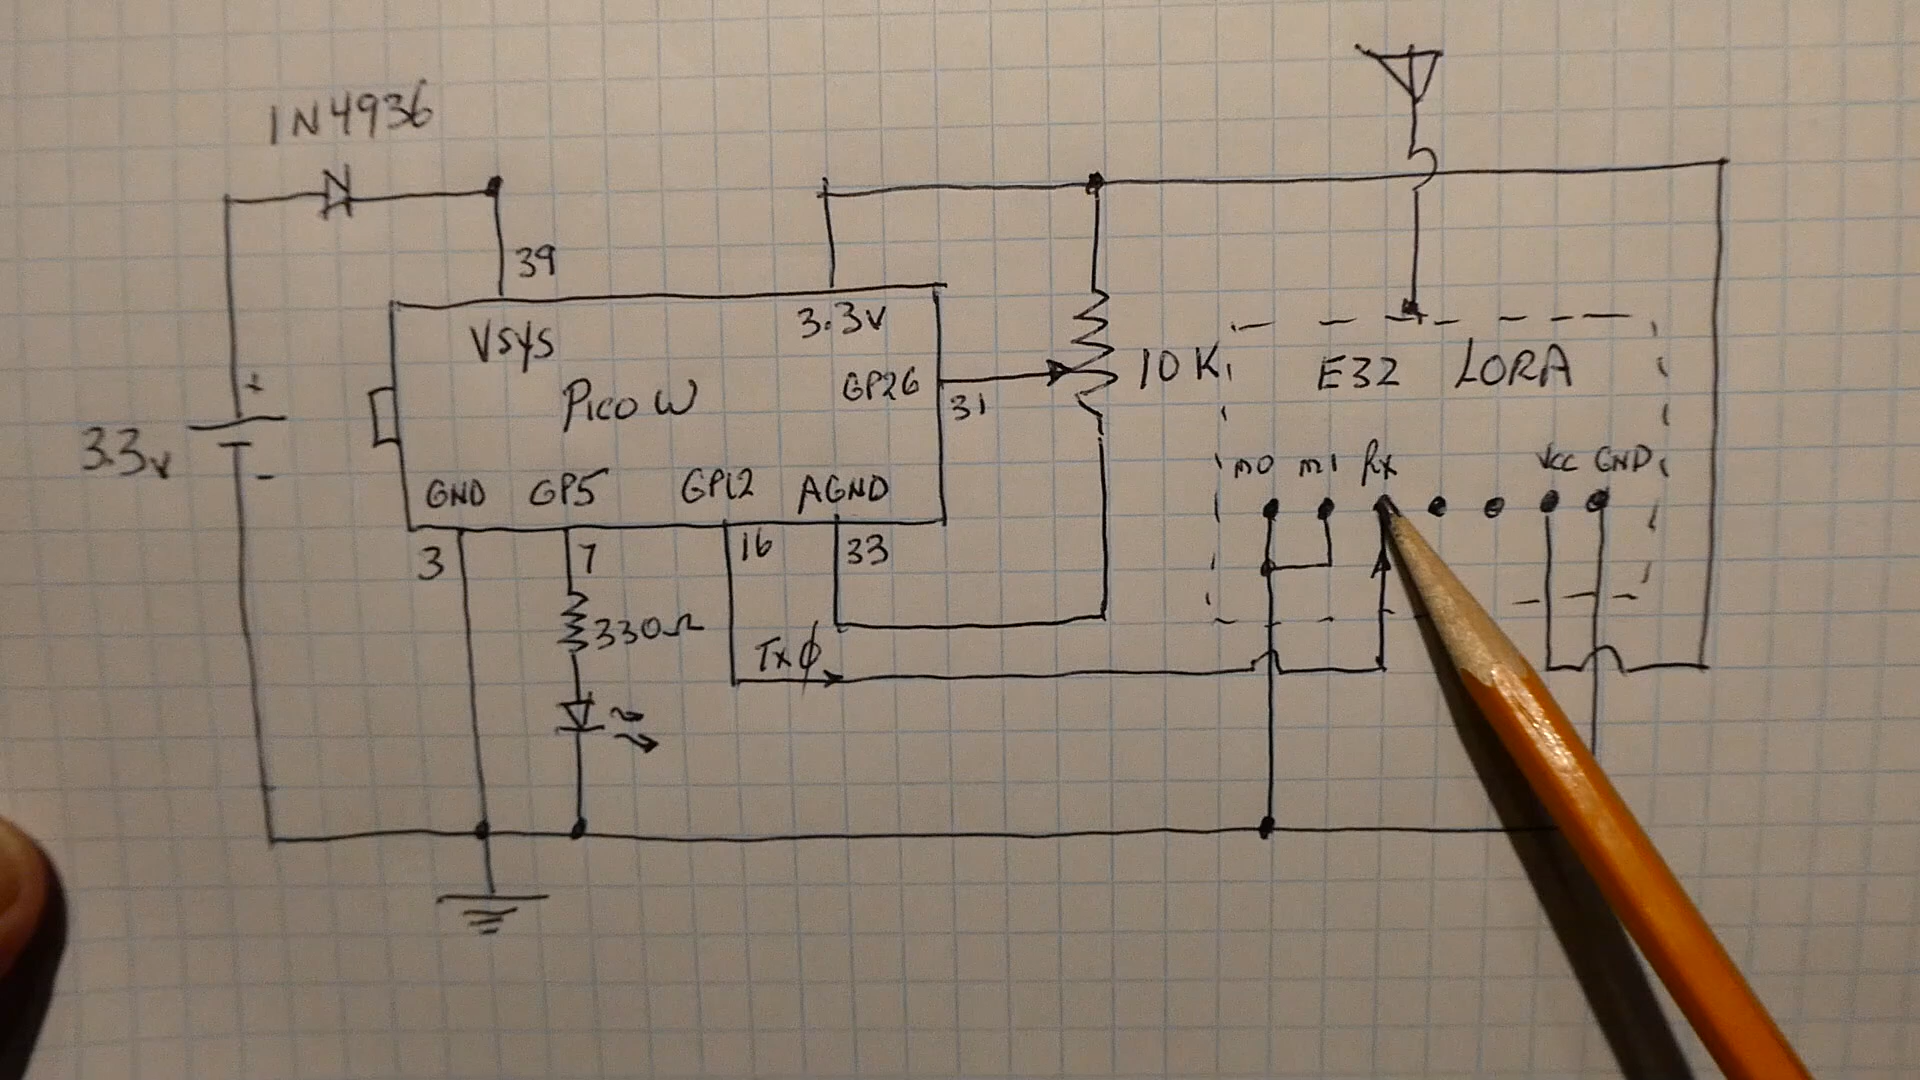 1N4936
39
VSYS
3.3V
Pico W
GP26
31
10K
3.3v
+
-
GND GP5 GP12 AGND
3 7 16 33
330Ω
Tx∅
E32 LORA
M0 M1 Rx VCC GND